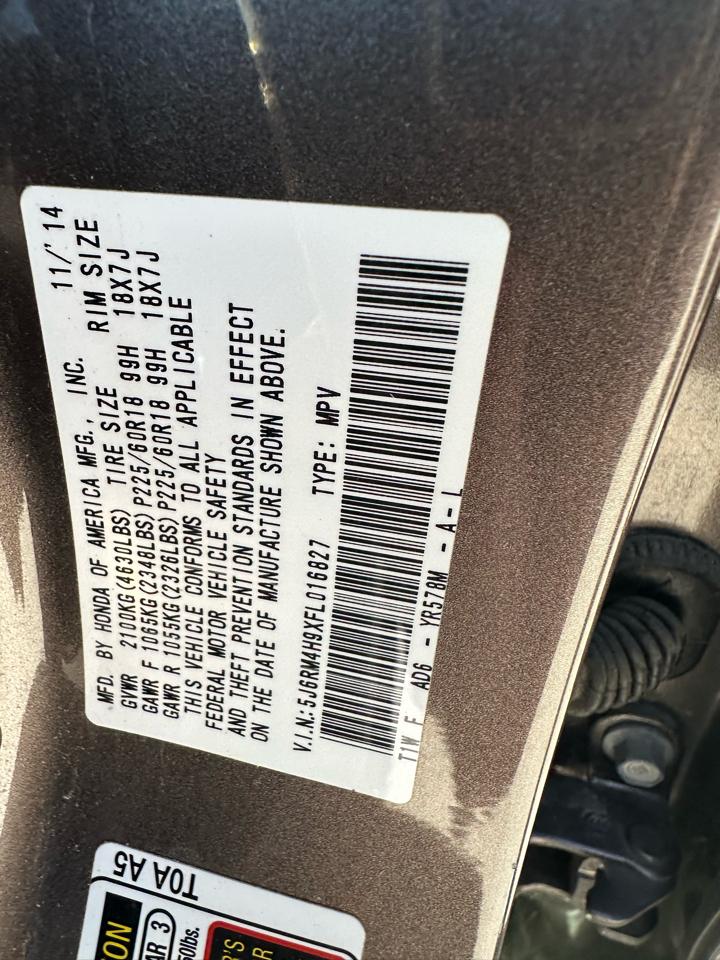 MFD. BY HONDA OF AMERICA MFG., INC. 11/'14
GVWR 2100KG(4630LBS) TIRE SIZE RIM SIZE
GAWR F 1065KG(2348LBS)P225/60R18 99H 18X7J
GAWR R 1055KG(2326LBS)P225/60R18 99H 18X7J
THIS VEHICLE CONFORMS TO ALL APPLICABLE
FEDERAL MOTOR VEHICLE SAFETY
AND THEFT PREVENTION STANDARDS IN EFFECT
ON THE DATE OF MANUFACTURE SHOWN ABOVE.
V.I.N:5J6RM4H9XFL016827 TYPE: MPV
T1W F ADG - YR578M - A-L
T0A A5